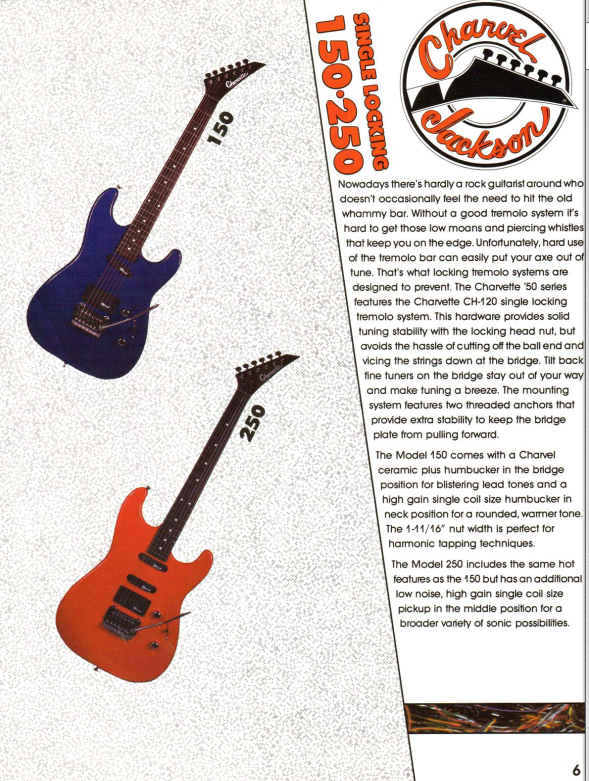 Charvel
Jackson
SINGLE LOCKING
150·250
Charvette
150
Charvette
250
Nowadays there's hardly a rock guitarist around who
doesn't occasionally feel the need to hit the old
whammy bar. Without a good tremolo system it's
hard to get those low moans and piercing whistles
that keep you on the edge. Unfortunately, hard use
of the tremolo bar can easily put your axe out of
tune. That's what locking tremolo systems are
designed to prevent. The Charvette '50 series
features the Charvette CH-120 single locking
tremolo system. This hardware provides solid
tuning stability with the locking head nut, but
avoids the hassle of cutting off the ball end and
vicing the strings down at the bridge. Tilt back
fine tuners on the bridge stay out of your way
and make tuning a breeze. The mounting
system features two threaded anchors that
provide extra stability to keep the bridge
plate from pulling forward.
The Model 150 comes with a Charvel
ceramic plus humbucker in the bridge
position for blistering lead tones and a
high gain single coil size humbucker in
neck position for a rounded, warmer tone.
The 1-11/16" nut width is perfect for
harmonic tapping techniques.
The Model 250 includes the same hot
features as the 150 but has an additional
low noise, high gain single coil size
pickup in the middle position for a
broader variety of sonic possibilities.
6